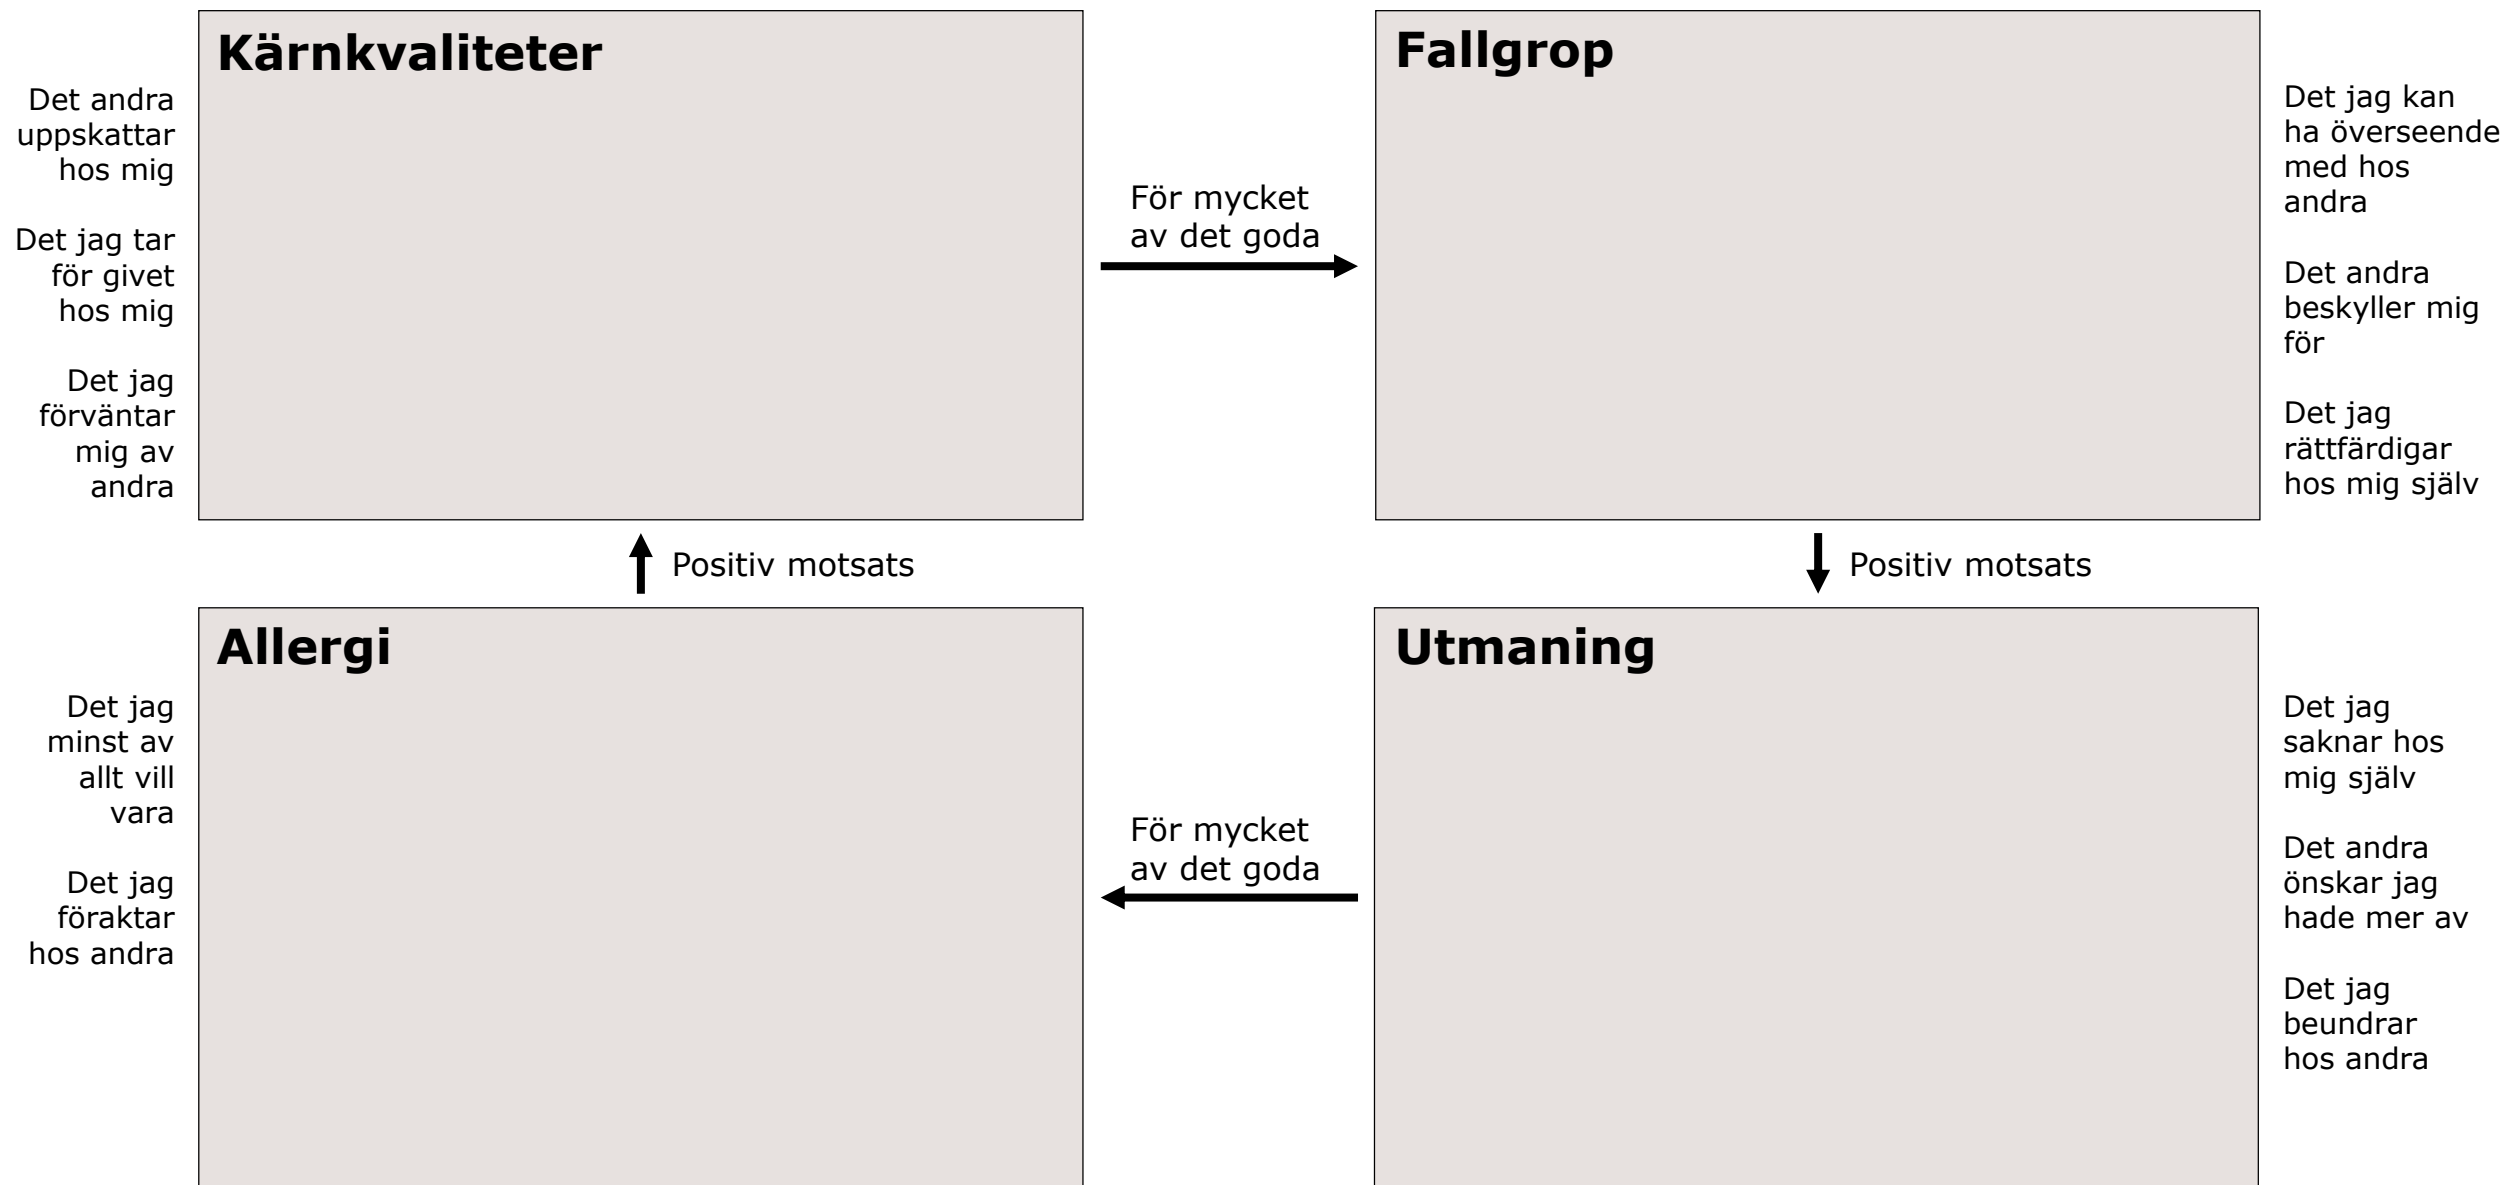 Kärnkvaliteter
Det andra
uppskattar
hos mig
Det jag tar
för givet
hos mig
Det jag
förväntar
mig av
andra
För mycket
av det goda
Fallgrop
Det jag kan
ha överseende
med hos
andra
Det andra
beskyller mig
för
Det jag
rättfärdigar
hos mig själv
Positiv motsats
Positiv motsats
Allergi
Det jag
minst av
allt vill
vara
Det jag
föraktar
hos andra
För mycket
av det goda
Utmaning
Det jag
saknar hos
mig själv
Det andra
önskar jag
hade mer av
Det jag
beundrar
hos andra